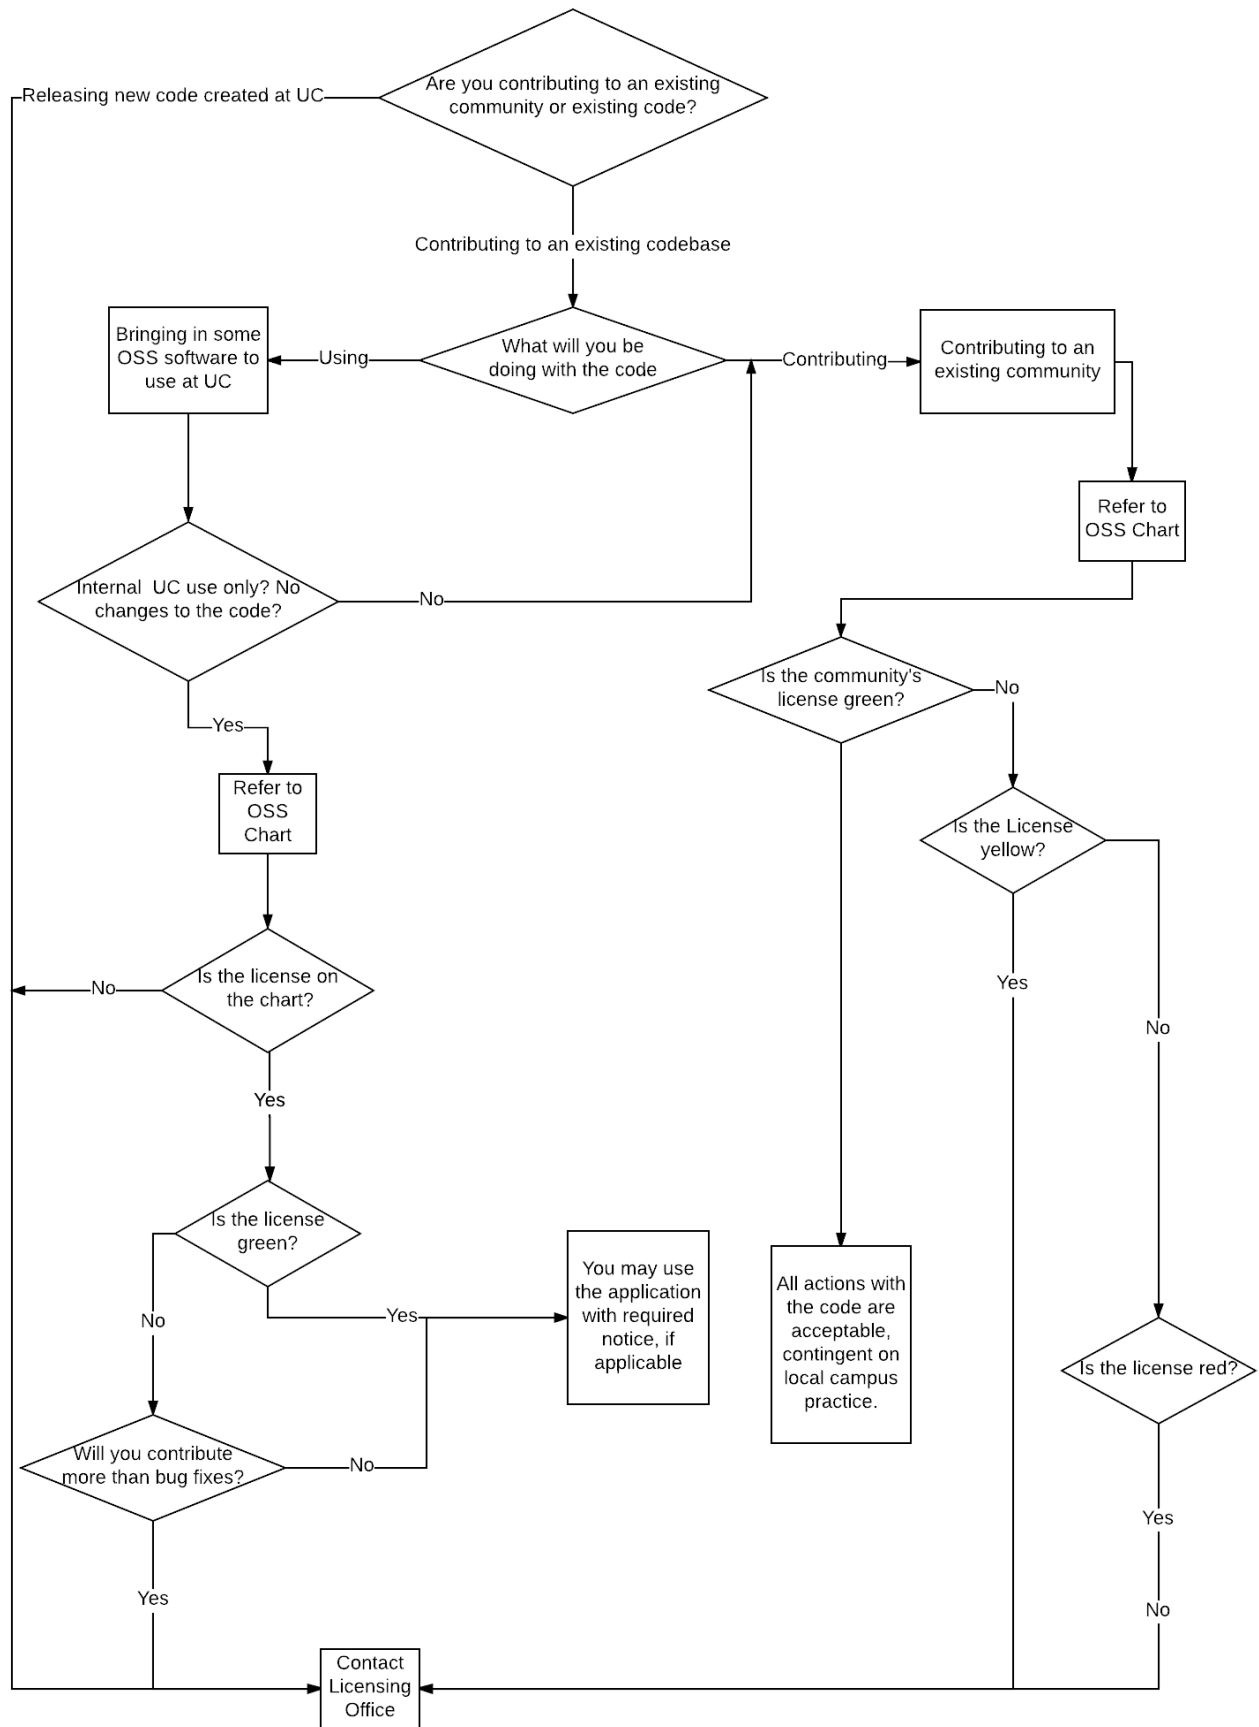 Are you contributing to an existing
community or existing code?
Releasing new code created at UC
Contributing to an existing codebase
Bringing in some
OSS software to
use at UC
Using
What will you be
doing with the code
Contributing
Contributing to an
existing community
Refer to
OSS Chart
Internal UC use only? No
changes to the code?
No
Is the community's
license green?
No
Yes
Refer to
OSS
Chart
Is the License
yellow?
Is the license on
the chart?
No
Yes
No
Yes
Is the license
green?
You may use
the application
with required
notice, if
applicable
All actions with
the code are
acceptable,
contingent on
local campus
practice.
Yes
No
Is the license red?
Will you contribute
more than bug fixes?
No
Yes
Yes
No
Contact
Licensing
Office